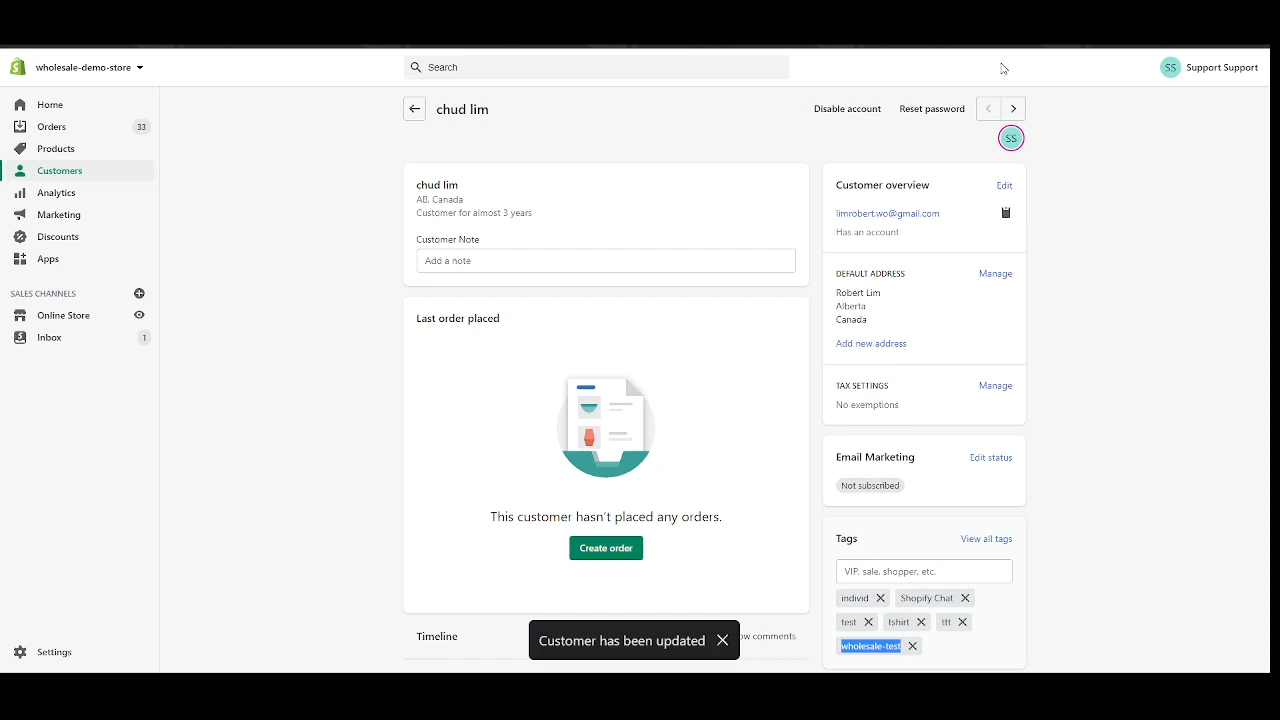 wholesale-demo-store
Search
SS Support Support
Home
Orders 33
Products
Customers
Analytics
Marketing
Discounts
Apps
SALES CHANNELS
Online Store
Inbox 1
Settings
chud lim
Disable account Reset password
SS
chud lim
AB, Canada
Customer for almost 3 years
Customer Note
Add a note
Last order placed
This customer hasn't placed any orders.
Create order
Timeline
ow comments
Customer has been updated
Customer overview Edit
limrobert.wo@gmail.com
Has an account
DEFAULT ADDRESS Manage
Robert Lim
Alberta
Canada
Add new address
TAX SETTINGS Manage
No exemptions
Email Marketing Edit status
Not subscribed
Tags View all tags
VIP, sale, shopper, etc.
individ Shopify Chat
test tshirt ttt
wholesale-test